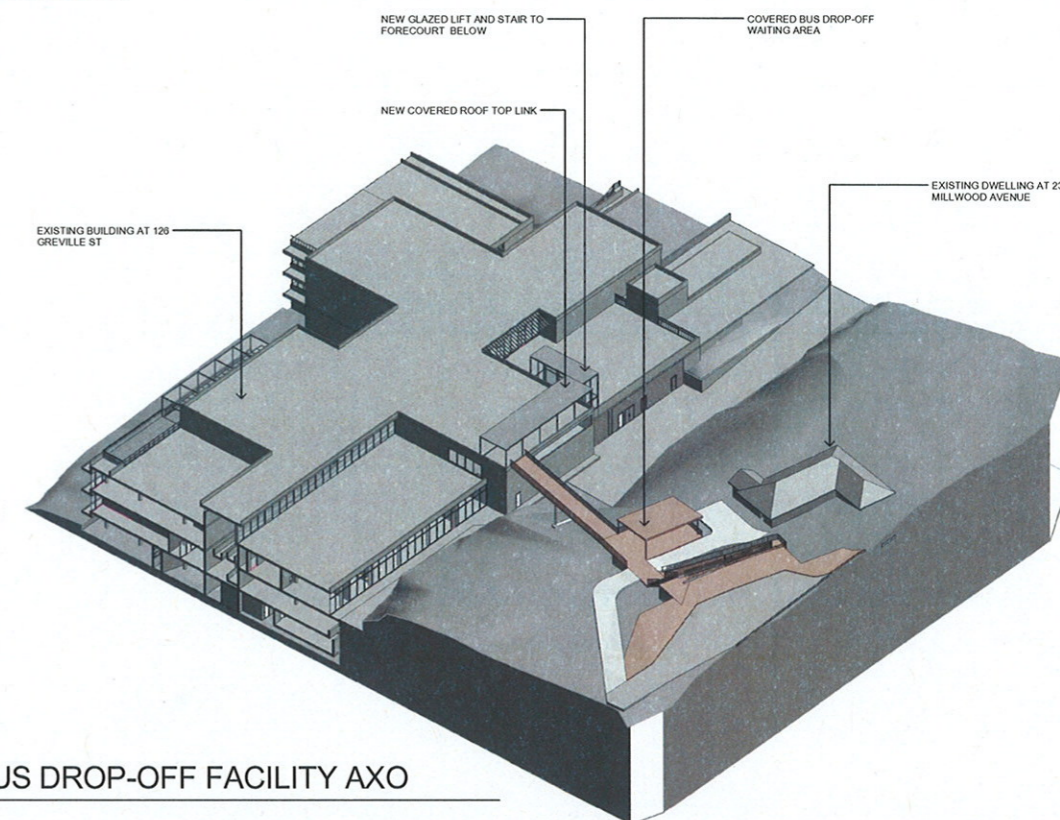 NEW GLAZED LIFT AND STAIR TO
FORECOURT BELOW
COVERED BUS DROP-OFF
WAITING AREA
NEW COVERED ROOF TOP LINK
EXISTING DWELLING AT 23
MILLWOOD AVENUE
EXISTING BUILDING AT 126
GREVILLE ST
US DROP-OFF FACILITY AXO